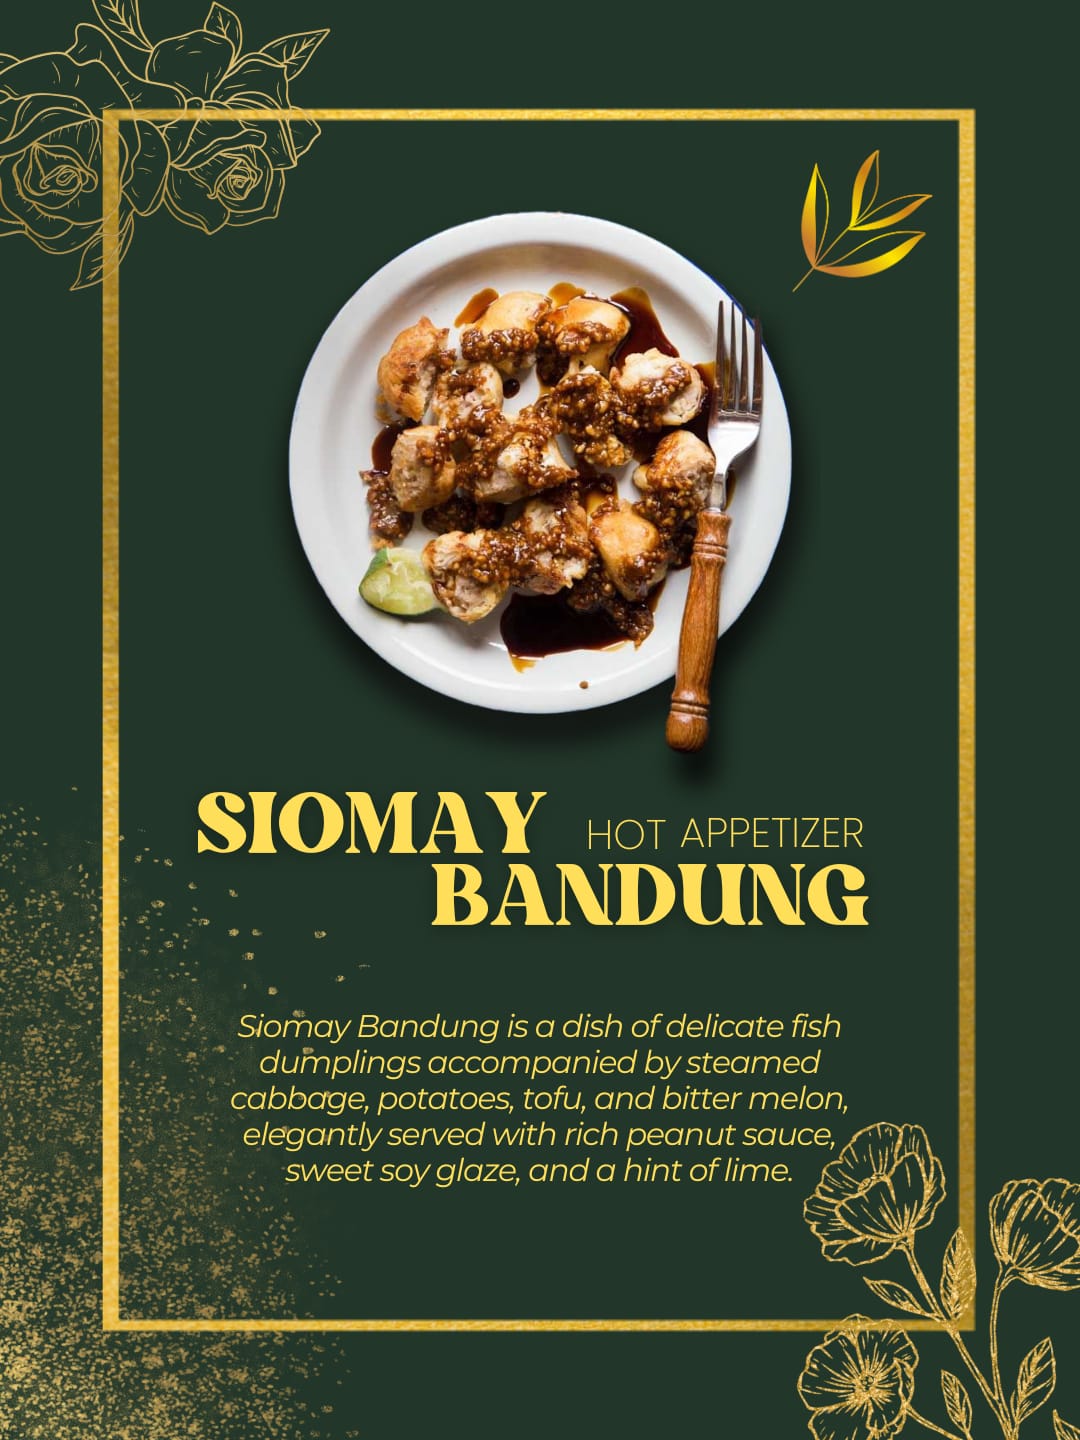 SIOMAY
HOT APPETIZER
BANDUNG
Siomay Bandung is a dish of delicate fish
dumplings accompanied by steamed
cabbage, potatoes, tofu, and bitter melon,
elegantly served with rich peanut sauce,
sweet soy glaze, and a hint of lime.